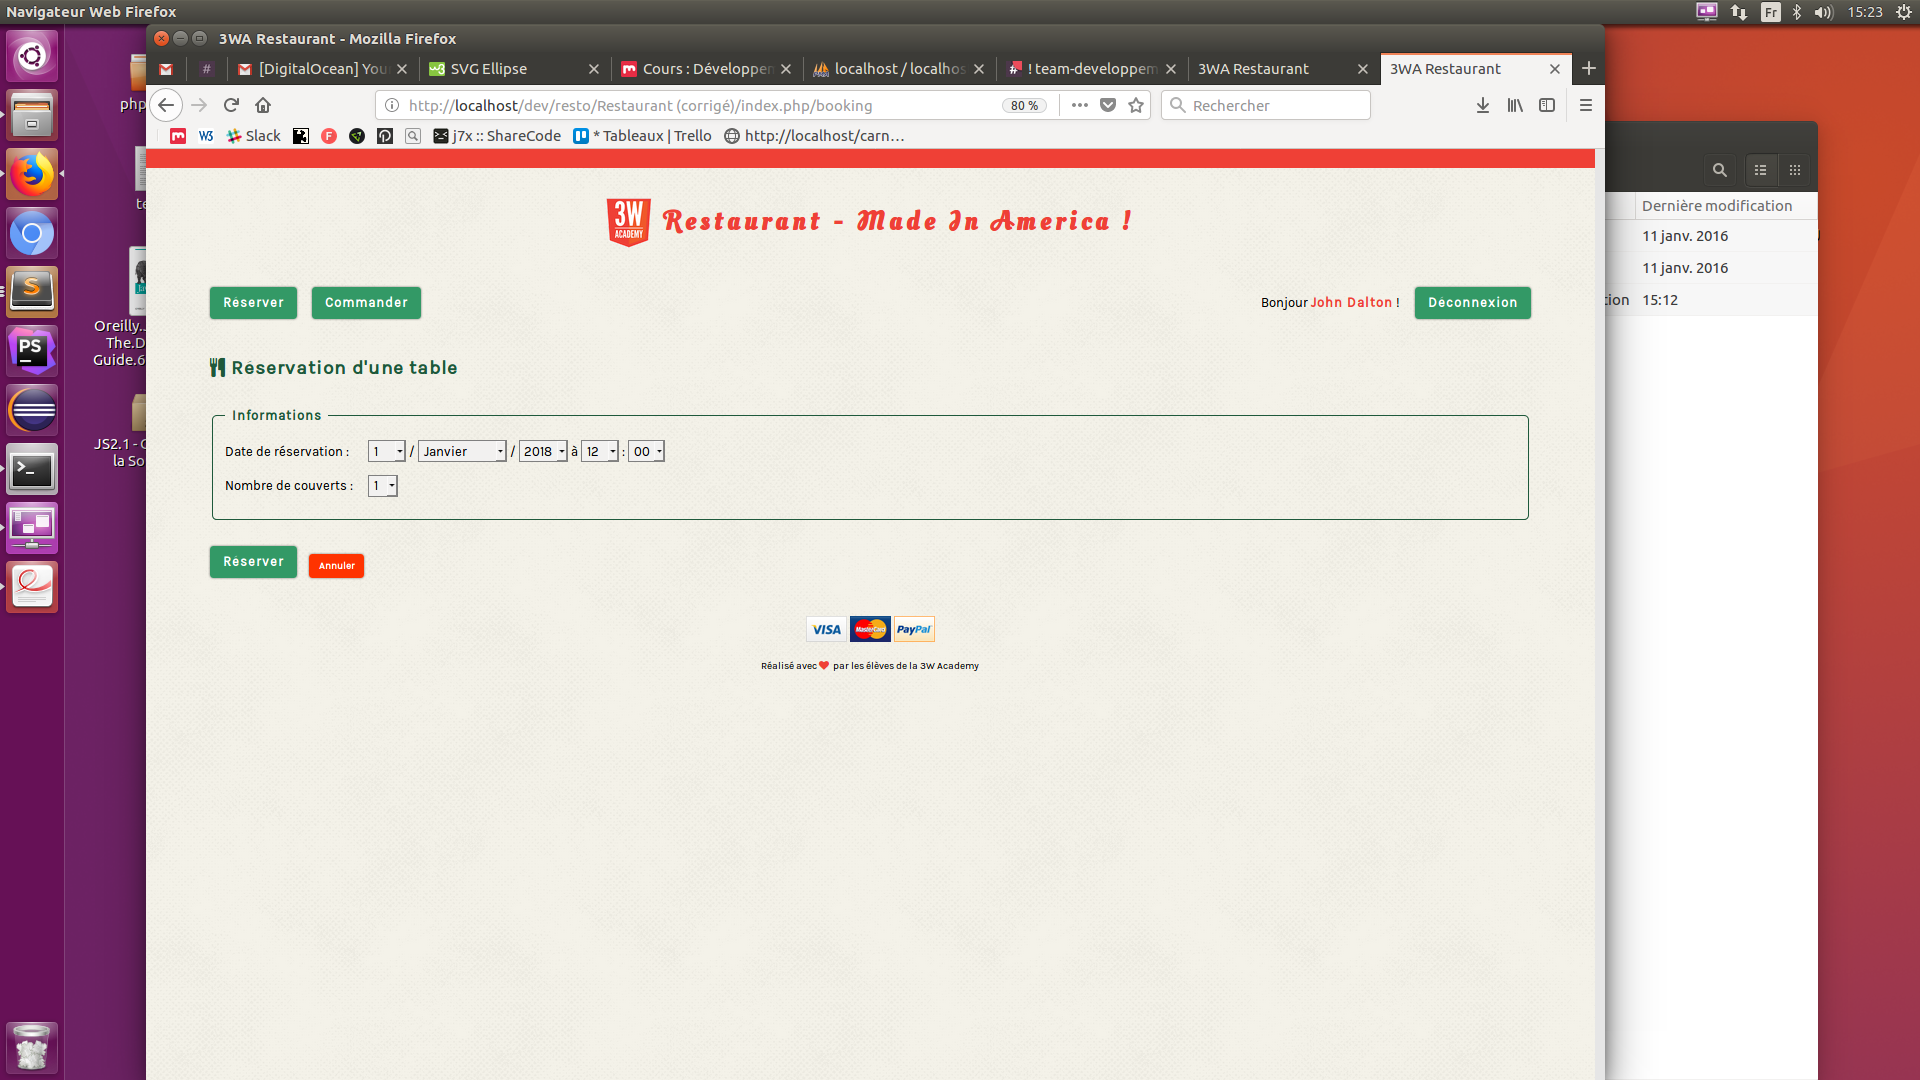 Navigateur Web Firefox
Fr
15:23
3WA Restaurant - Mozilla Firefox
[DigitalOcean] You
SVG Ellipse
Cours : Développem
localhost / localhos
! team-developpem
3WA Restaurant
3WA Restaurant
http://localhost/dev/resto/Restaurant (corrigé)/index.php/booking
80 %
Rechercher
Slack
j7x :: ShareCode
* Tableaux | Trello
http://localhost/carn…
php
te
Oreilly...
The.D
Guide.6
JS2.1 - C
la So
Dernière modification
11 janv. 2016
11 janv. 2016
tion 15:12
3W ACADEMY
Restaurant - Made In America !
Réserver
Commander
Bonjour John Dalton !
Déconnexion
Réservation d'une table
Informations
Date de réservation : 1 / Janvier / 2018 à 12 : 00
Nombre de couverts : 1
Réserver
Annuler
VISA MasterCard PayPal
Réalisé avec ❤ par les élèves de la 3W Academy